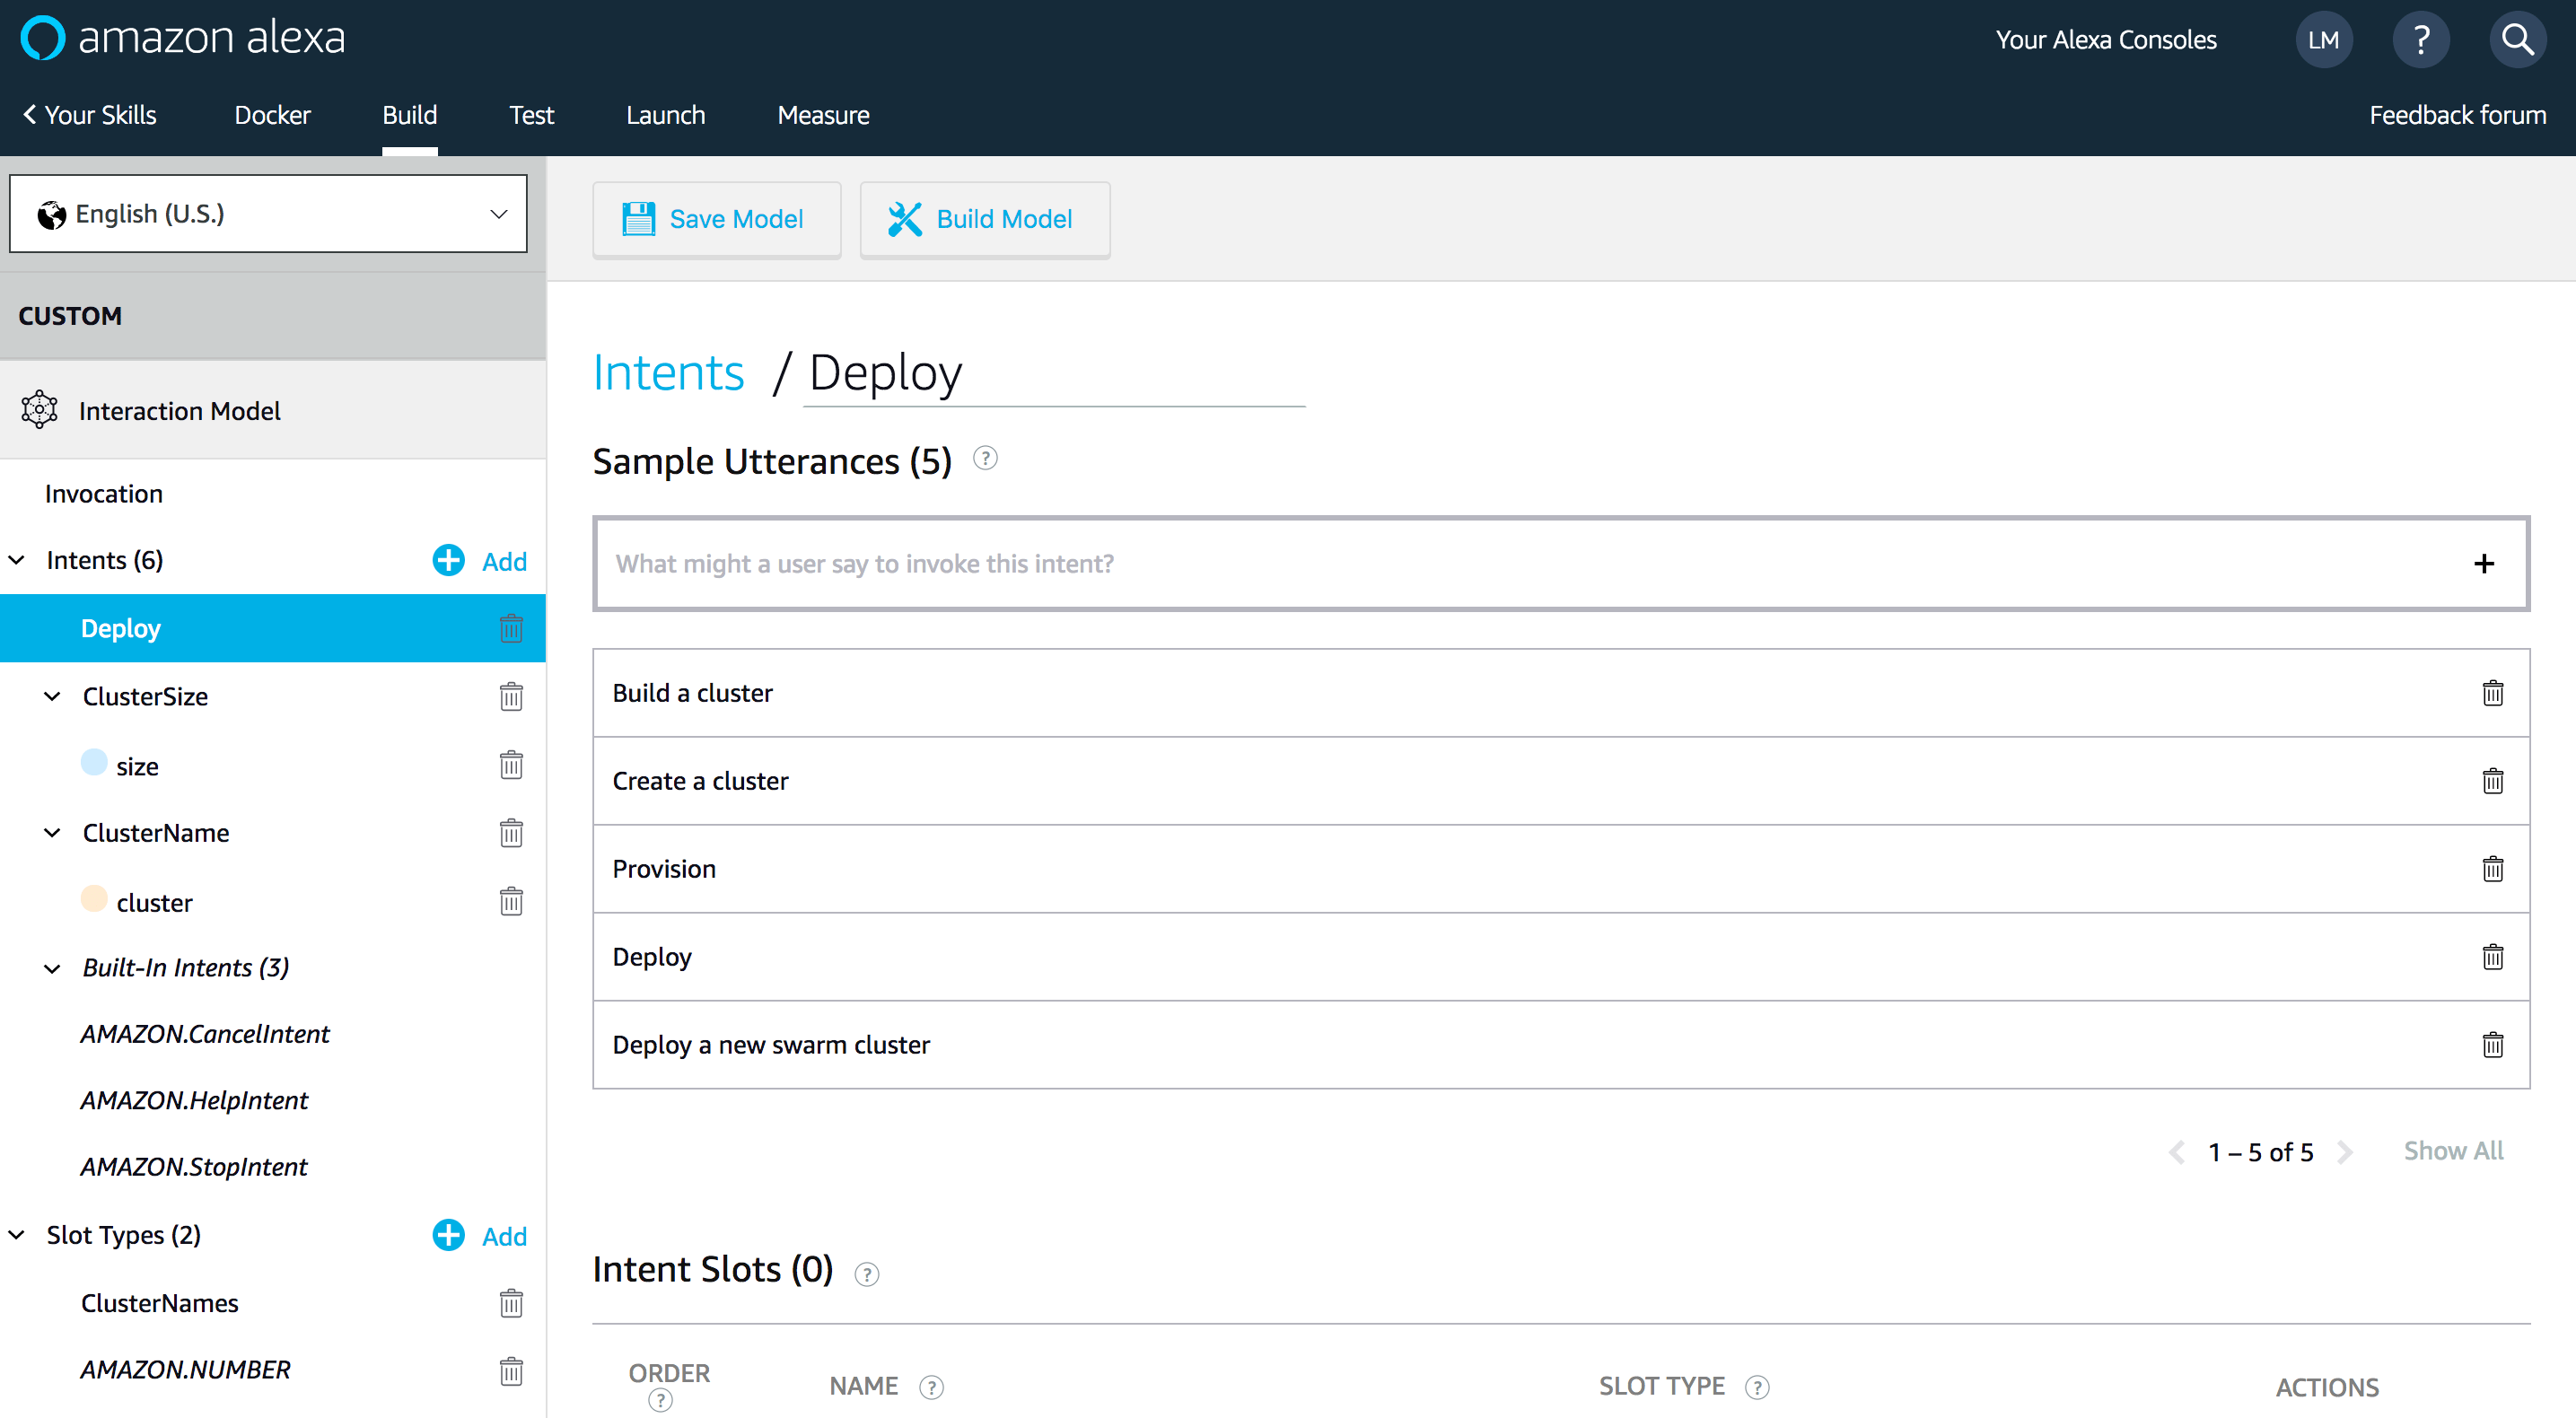 amazon alexa
Your Alexa Consoles
LM
?
Your Skills
Docker
Build
Test
Launch
Measure
Feedback forum
English (U.S.)
Save Model
Build Model
CUSTOM
Interaction Model
Invocation
Intents (6)
Add
Deploy
ClusterSize
size
ClusterName
cluster
Built-In Intents (3)
AMAZON.CancelIntent
AMAZON.HelpIntent
AMAZON.StopIntent
Slot Types (2)
Add
ClusterNames
AMAZON.NUMBER
Intents / Deploy
Sample Utterances (5) ?
What might a user say to invoke this intent? +
Build a cluster
Create a cluster
Provision
Deploy
Deploy a new swarm cluster
1 – 5 of 5
Show All
Intent Slots (0) ?
ORDER ?
NAME ?
SLOT TYPE ?
ACTIONS